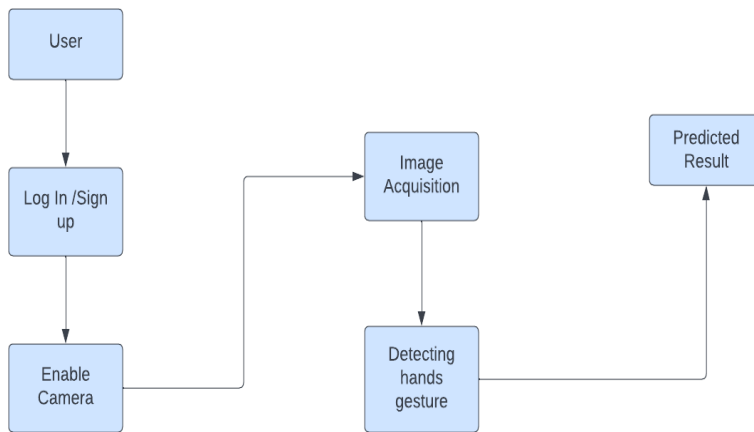 User
Log In /Sign
up
Enable
Camera
Image
Acquisition
Detecting
hands
gesture
Predicted
Result